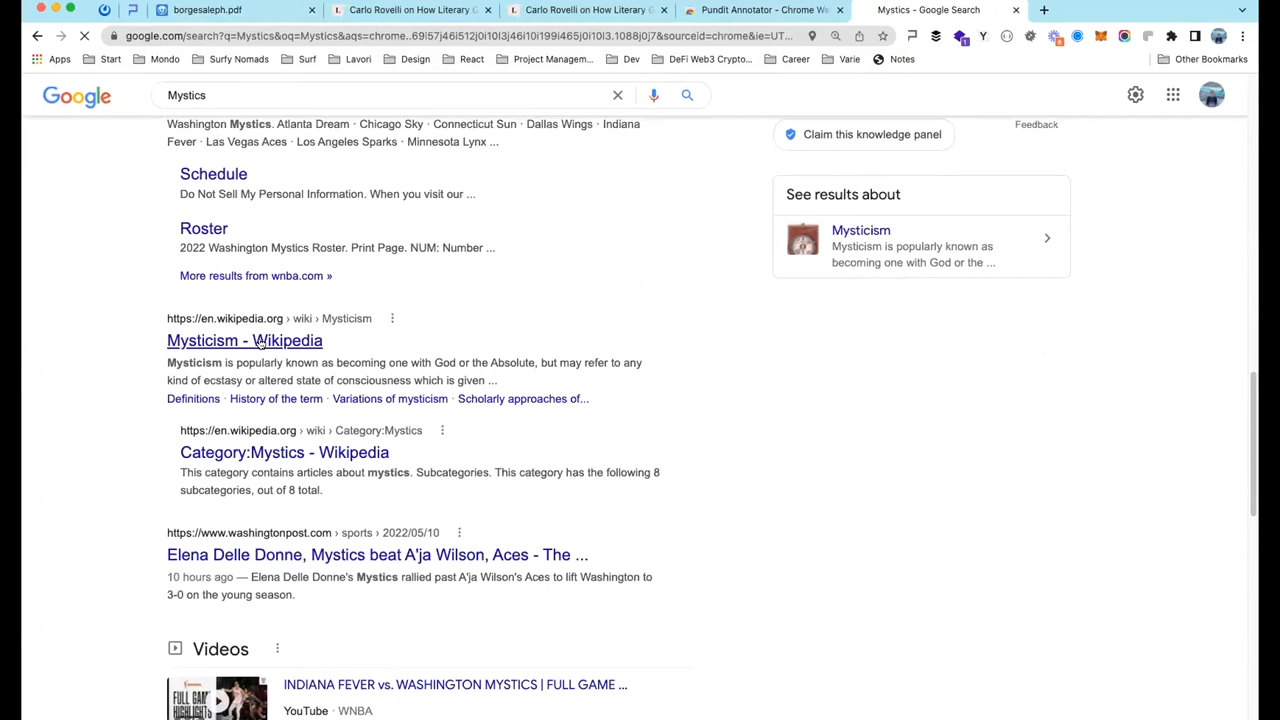 borgesaleph.pdf
Carlo Rovelli on How Literary G
Carlo Rovelli on How Literary G
Pundit Annotator - Chrome We
Mystics - Google Search
google.com/search?q=Mystics&oq=Mystics&aqs=chrome..69i57j46i512j0i10l3j46i10i199i465j0i10l3.1088j0j7&sourceid=chrome&ie=UT...
Apps
Start
Mondo
Surfy Nomads
Surf
Lavori
Design
React
Project Managem...
Dev
DeFi Web3 Crypto...
Career
Varie
Notes
Other Bookmarks
Google
Mystics
Washington Mystics. Atlanta Dream · Chicago Sky · Connecticut Sun · Dallas Wings · Indiana
Fever · Las Vegas Aces · Los Angeles Sparks · Minnesota Lynx ...
Schedule
Do Not Sell My Personal Information. When you visit our ...
Roster
2022 Washington Mystics Roster. Print Page. NUM: Number ...
More results from wnba.com »
https://en.wikipedia.org › wiki › Mysticism
Mysticism - Wikipedia
Mysticism is popularly known as becoming one with God or the Absolute, but may refer to any
kind of ecstasy or altered state of consciousness which is given ...
Definitions · History of the term · Variations of mysticism · Scholarly approaches of...
https://en.wikipedia.org › wiki › Category:Mystics
Category:Mystics - Wikipedia
This category contains articles about mystics. Subcategories. This category has the following 8
subcategories, out of 8 total.
https://www.washingtonpost.com › sports › 2022/05/10
Elena Delle Donne, Mystics beat A'ja Wilson, Aces - The ...
10 hours ago — Elena Delle Donne's Mystics rallied past A'ja Wilson's Aces to lift Washington to
3-0 on the young season.
Videos
FULL GAME
INDIANA FEVER vs. WASHINGTON MYSTICS | FULL GAME ...
YouTube · WNBA
Feedback
Claim this knowledge panel
See results about
Mysticism
Mysticism is popularly known as
becoming one with God or the ...